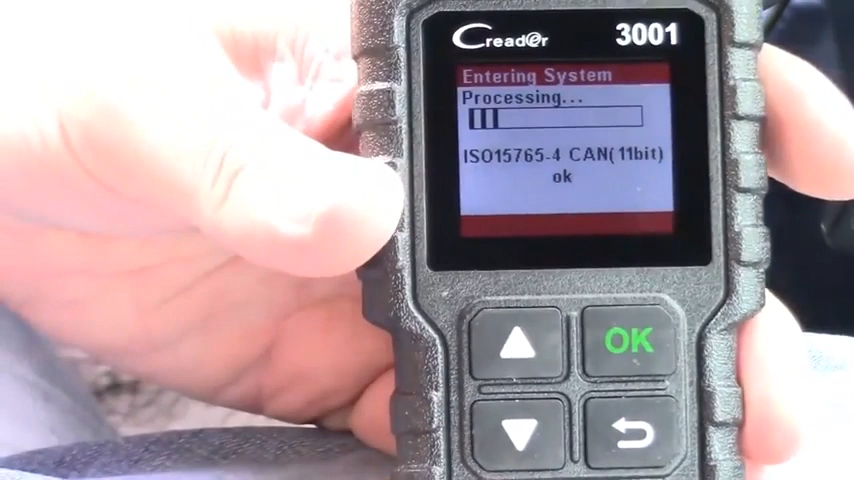 Creader 3001
Entering System
Processing...
ISO15765-4 CAN(11bit)
ok
OK